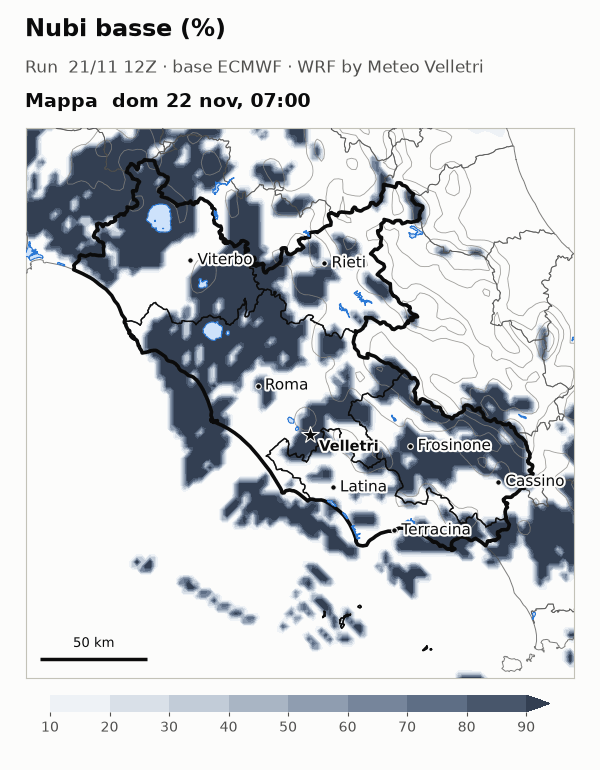 Nubi basse (%)
Run  21/11 12Z · base ECMWF · WRF by Meteo Velletri
Mappa  dom 22 nov, 07:00
Viterbo
Rieti
Roma
Velletri
Frosinone
Cassino
Latina
Terracina
50 km
10 20 30 40 50 60 70 80 90